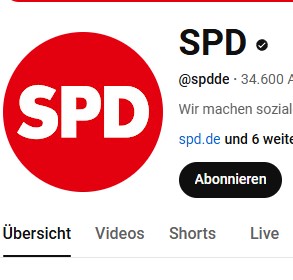 SPD
SPD
@spdde · 34.600 A
Wir machen sozial
spd.de und 6 weite
Abonnieren
Übersicht Videos Shorts Live